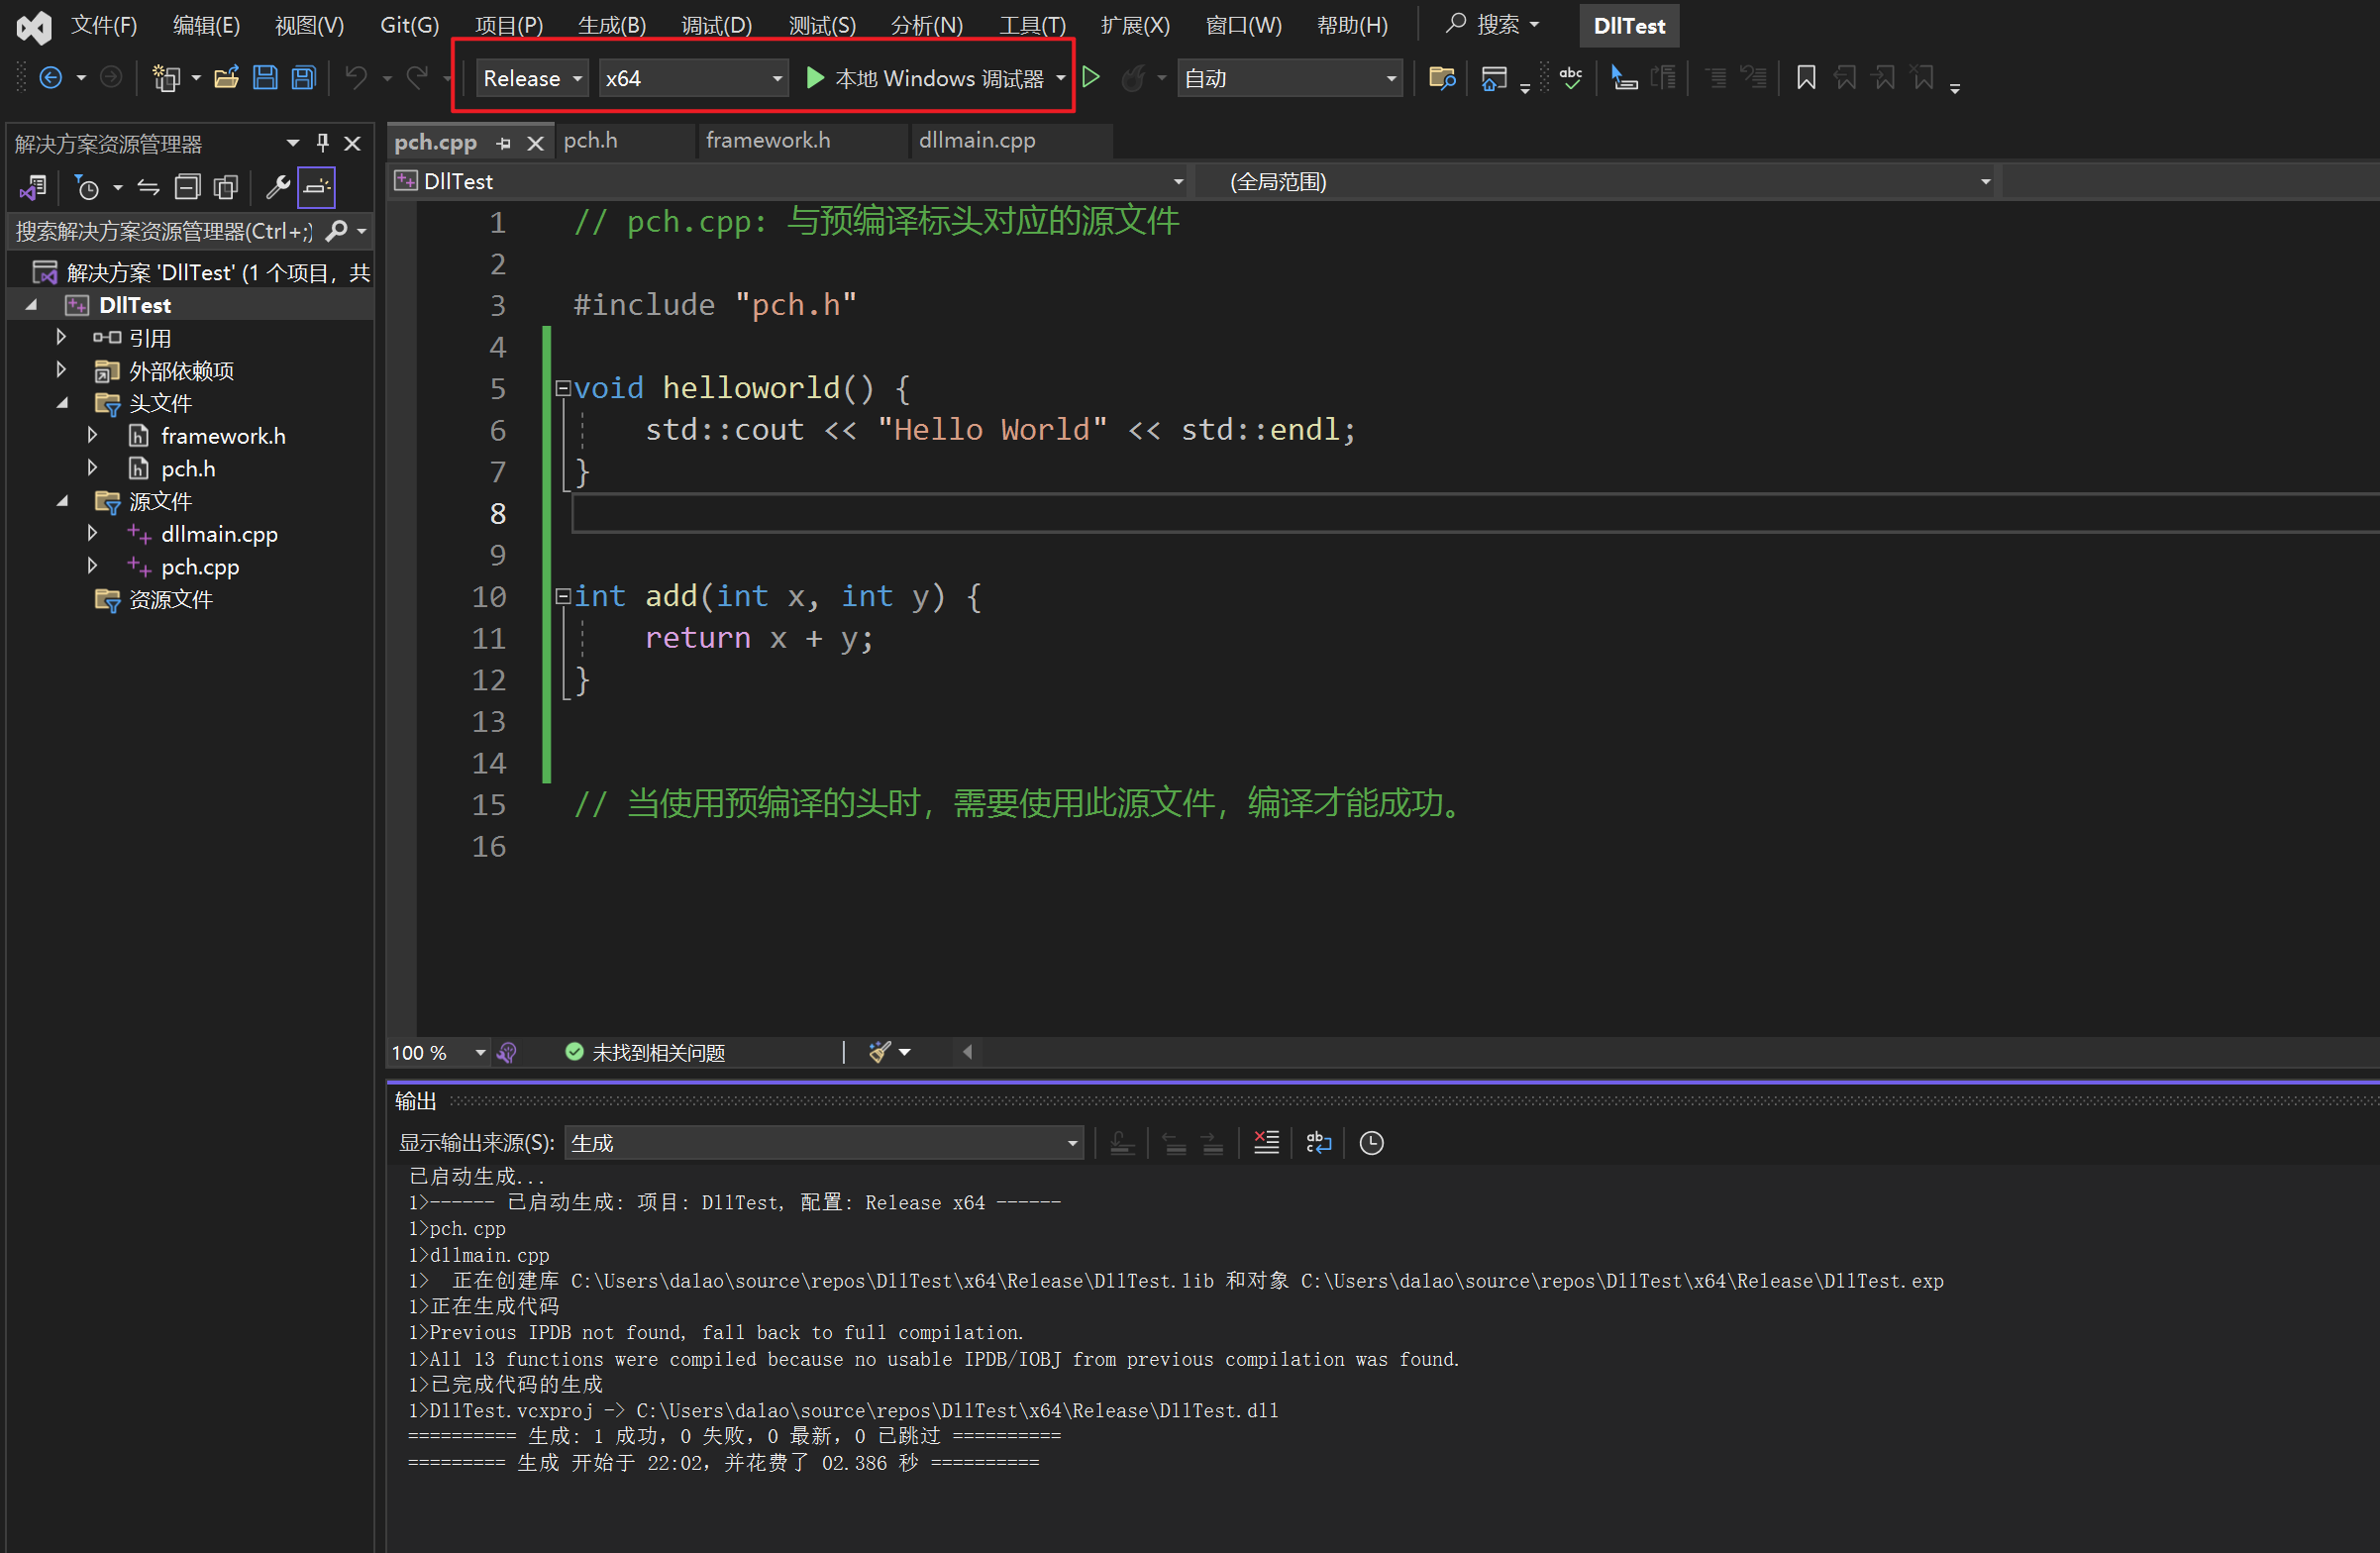 文件(F) 编辑(E) 视图(V) Git(G) 项目(P) 生成(B) 调试(D) 测试(S) 分析(N) 工具(T) 扩展(X) 窗口(W) 帮助(H) 搜索 DllTest
Release x64 本地 Windows 调试器 自动
解决方案资源管理器
搜索解决方案资源管理器(Ctrl+;)
解决方案 'DllTest' (1 个项目，共
DllTest
引用
外部依赖项
头文件
framework.h
pch.h
源文件
dllmain.cpp
pch.cpp
资源文件
pch.cpp pch.h framework.h dllmain.cpp
DllTest (全局范围)
1 // pch.cpp: 与预编译标头对应的源文件
2
3 #include "pch.h"
4
5 void helloworld() {
6 std::cout << "Hello World" << std::endl;
7 }
8
9
10 int add(int x, int y) {
11 return x + y;
12 }
13
14
15 // 当使用预编译的头时，需要使用此源文件，编译才能成功。
16
100 % 未找到相关问题
输出
显示输出来源(S): 生成
已启动生成...
1>------ 已启动生成: 项目: DllTest, 配置: Release x64 ------
1>pch.cpp
1>dllmain.cpp
1> 正在创建库 C:\Users\dalao\source\repos\DllTest\x64\Release\DllTest.lib 和对象 C:\Users\dalao\source\repos\DllTest\x64\Release\DllTest.exp
1>正在生成代码
1>Previous IPDB not found, fall back to full compilation.
1>All 13 functions were compiled because no usable IPDB/IOBJ from previous compilation was found.
1>已完成代码的生成
1>DllTest.vcxproj -> C:\Users\dalao\source\repos\DllTest\x64\Release\DllTest.dll
========== 生成: 1 成功，0 失败，0 最新，0 已跳过 ==========
========= 生成 开始于 22:02，并花费了 02.386 秒 ==========